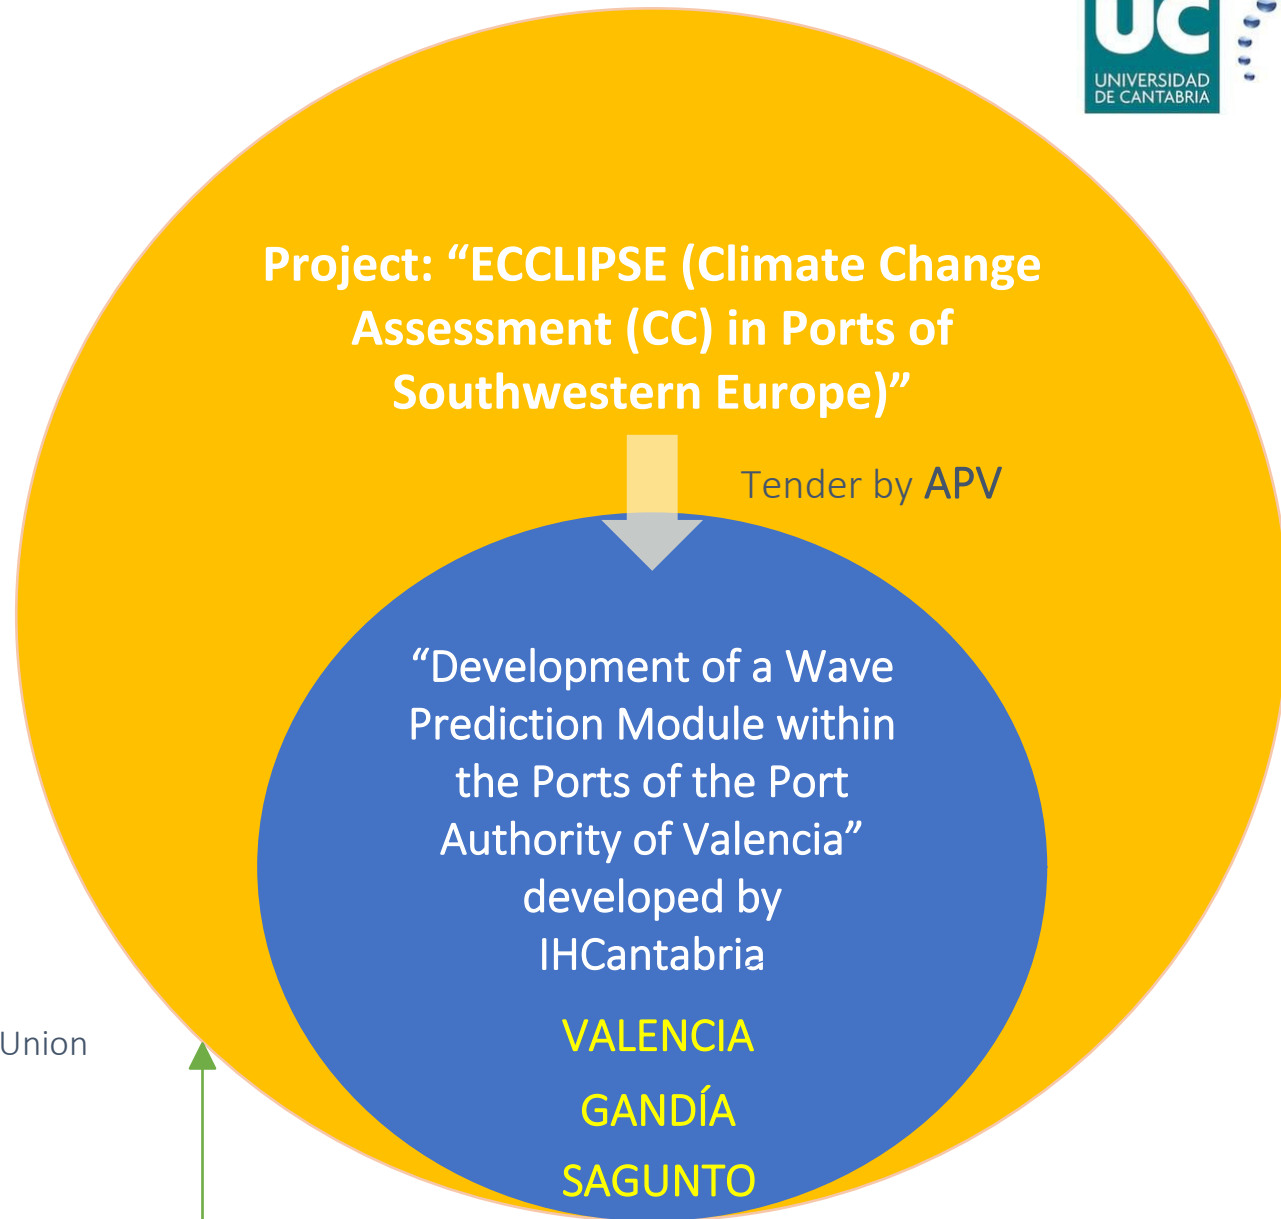 UC
UNIVERSIDAD
DE CANTABRIA
Project: “ECCLIPSE (Climate Change
Assessment (CC) in Ports of
Southwestern Europe)”
Tender by APV
“Development of a Wave
Prediction Module within
the Ports of the Port
Authority of Valencia”
developed by
IHCantabria
Union
VALENCIA
GANDÍA
SAGUNTO